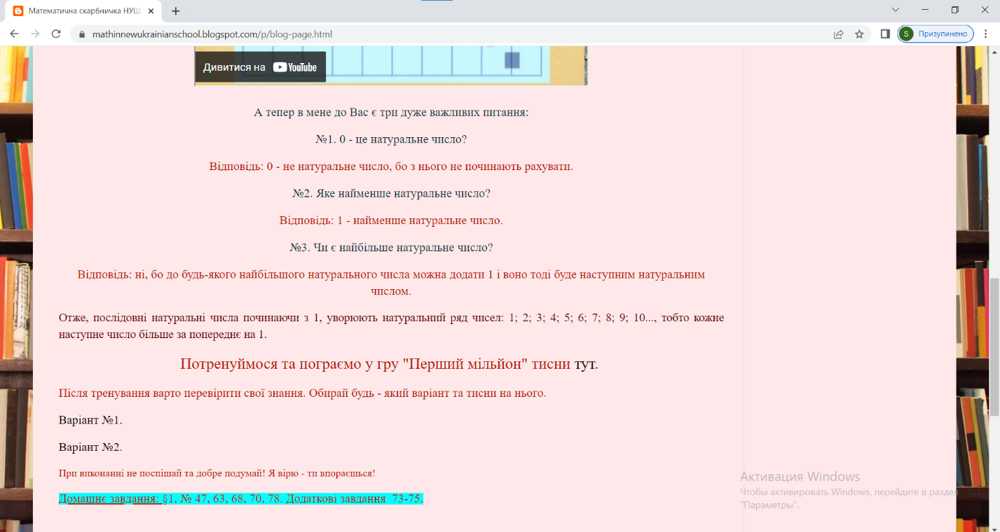 Математична скарбничка НУШ:
mathinnewukrainianschool.blogspot.com/p/blog-page.html
S Призупинено
Дивитися на YouTube
А тепер в мене до Вас є три дуже важливих питання:
№1. 0 - це натуральне число?
Відповідь: 0 - не натуральне число, бо з нього не починають рахувати.
№2. Яке найменше натуральне число?
Відповідь: 1 - найменше натуральне число.
№3. Чи є найбільше натуральне число?
Відповідь: ні, бо до будь-якого найбільшого натурального числа можна додати 1 і воно тоді буде наступним натуральним
числом.
Отже, послідовні натуральні числа починаючи з 1, уворюють натуральний ряд чисел: 1; 2; 3; 4; 5; 6; 7; 8; 9; 10..., тобто кожне
наступне число більше за попереднє на 1.
Потренуймося та пограємо у гру "Перший мільйон" тисни тут.
Після тренування варто перевірити свої знання. Обирай будь - який варіант та тисни на нього.
Варіант №1.
Варіант №2.
При виконанні не поспішай та добре подумай! Я вірю - ти впораєшься!
Домашнє завдання: §1, № 47, 63, 68, 70, 78. Додаткові завдання 73-75.
Активация Windows
Чтобы активировать Windows, перейдите в раздел
"Параметры".